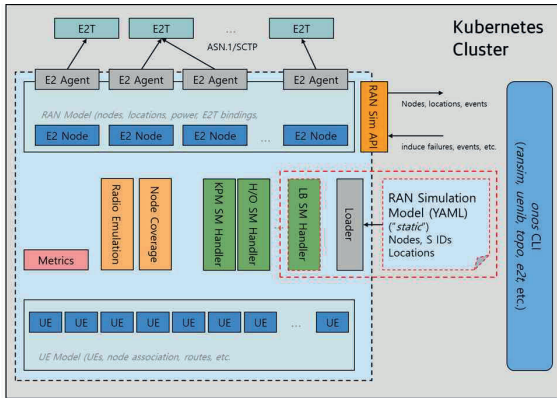 E2T
E2T
...
E2T
Kubernetes
Cluster
ASN.1/SCTP
E2 Agent
E2 Agent
E2 Agent
E2 Agent
RAN Model (nodes, locations, power, E2T bindings,
E2 Node
E2 Node
E2 Node
...
E2 Node
RAN Sim API
Nodes, locations, events
induce failures, events, etc.
Radio Emulation
Node Coverage
KPM SM Handler
H/O SM Handler
...
LB SM Handler
Loader
RAN Simulation
Model (YAML)
("static")
Nodes, S IDs
Locations
onos CLI
(ransim, uenib, topo, e2t,
etc.)
Metrics
UE
UE
UE
UE
UE
UE
UE
...
UE
UE Model (UEs, node association, routes, etc.